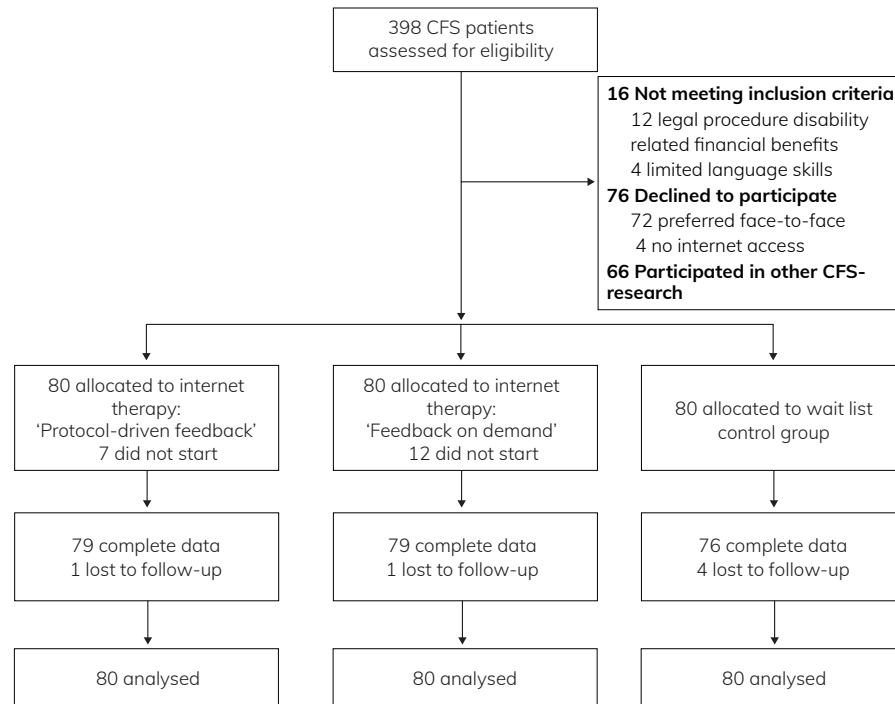 398 CFS patients
assessed for eligibility
16 Not meeting inclusion criteria
12 legal procedure disability
related financial benefits
4 limited language skills
76 Declined to participate
72 preferred face-to-face
4 no internet access
66 Participated in other CFS-
research
80 allocated to internet
therapy:
‘Protocol-driven feedback’
7 did not start
80 allocated to internet
therapy:
‘Feedback on demand’
12 did not start
80 allocated to wait list
control group
79 complete data
1 lost to follow-up
79 complete data
1 lost to follow-up
76 complete data
4 lost to follow-up
80 analysed
80 analysed
80 analysed